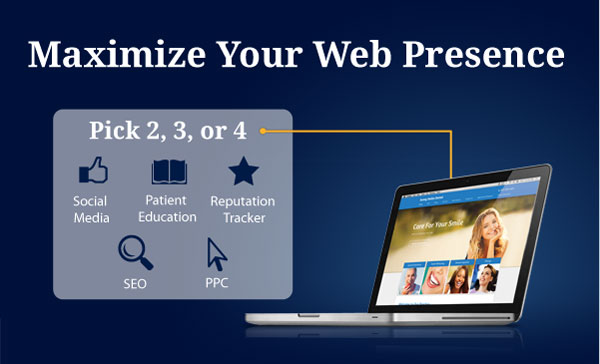 Maximize Your Web Presence
Pick 2, 3, or 4
Social
Media
Patient
Education
Reputation
Tracker
SEO
PPC
Care For Your Smile